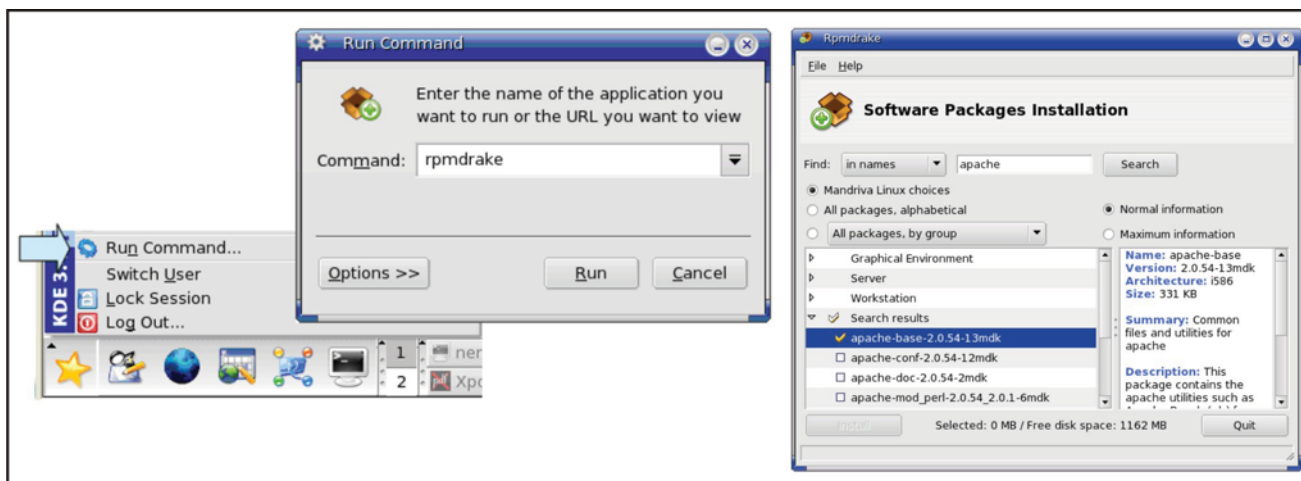 Run Command
Enter the name of the application you
want to run or the URL you want to view
Command: rpmdrake
Options >> Run Cancel
KDE 3.
Run Command...
Switch User
Lock Session
Log Out...
1
2
Rpmdrake
File Help
Software Packages Installation
Find: in names apache Search
Mandriva Linux choices
All packages, alphabetical
All packages, by group
Normal information
Maximum information
Graphical Environment
Server
Workstation
Search results
apache-base-2.0.54-13mdk
apache-conf-2.0.54-12mdk
apache-doc-2.0.54-2mdk
apache-mod_perl-2.0.54_2.0.1-6mdk
Name: apache-base
Version: 2.0.54-13mdk
Architecture: i586
Size: 331 KB
Summary: Common
files and utilities for
apache
Description: This
package contains the
apache utilities such as
Install Selected: 0 MB / Free disk space: 1162 MB Quit